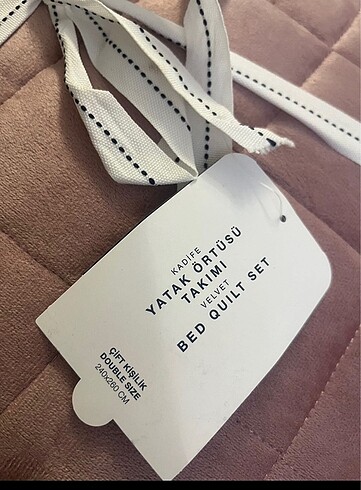 KADİFE
YATAK ÖRTÜSÜ
TAKIMI
VELVET
BED QUILT SET
ÇİFT KİŞİLİK
DOUBLE SIZE
240x260 CM